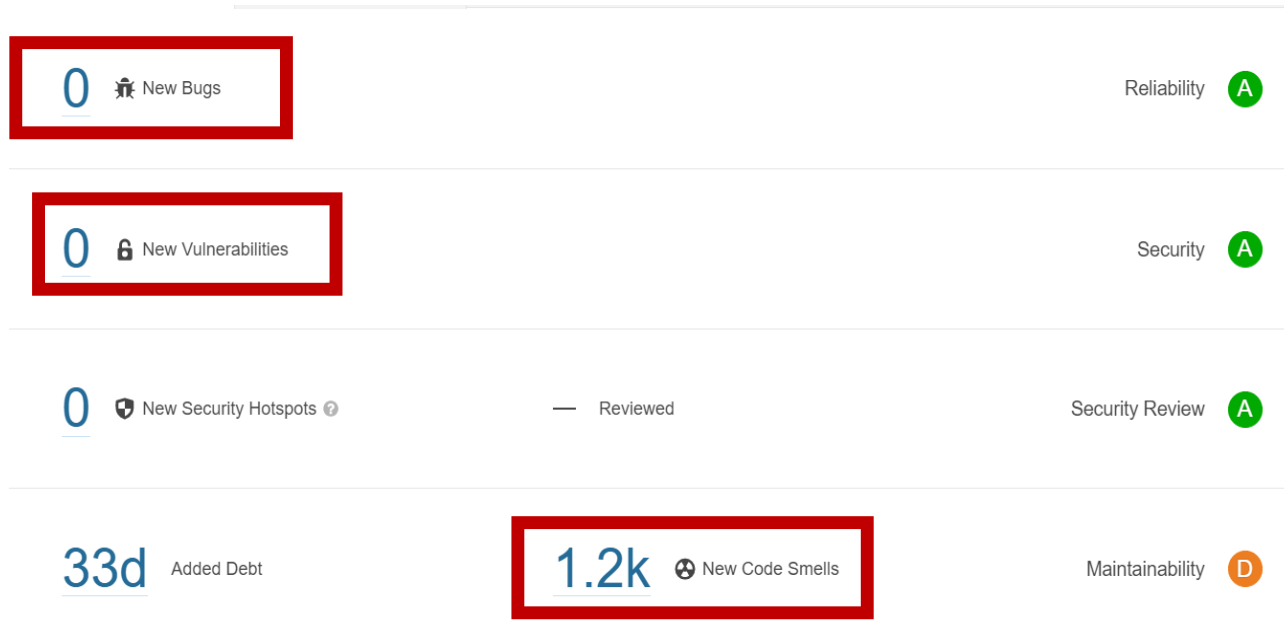 0 New Bugs Reliability A
0 New Vulnerabilities Security A
0 New Security Hotspots ? — Reviewed Security Review A
33d Added Debt 1.2k New Code Smells Maintainability D